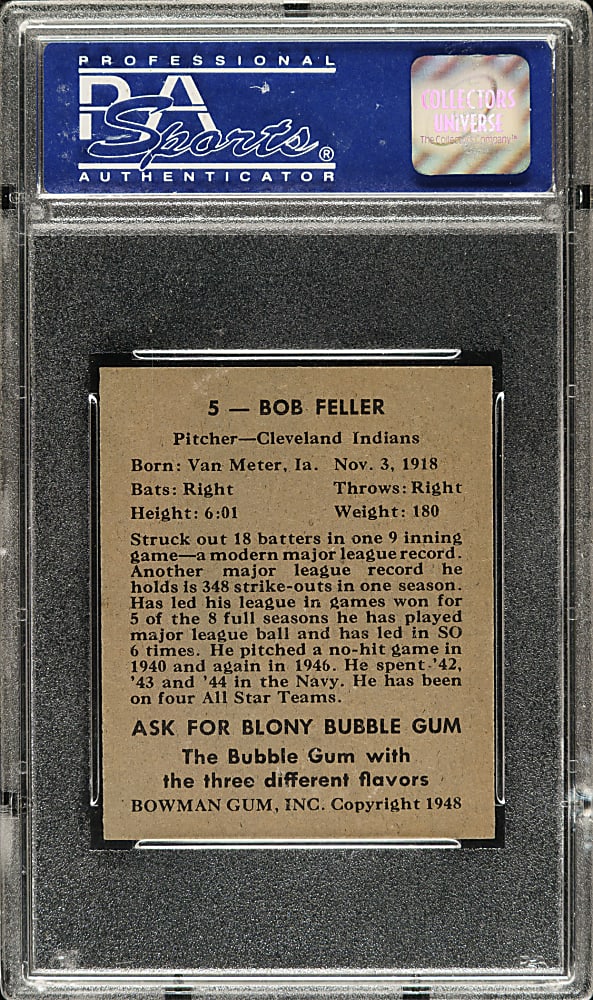 PROFESSIONAL
PSA
Sports®
AUTHENTICATOR
COLLECTORS
UNIVERSE
The Collectors Company™
5 — BOB FELLER
Pitcher—Cleveland Indians
Born: Van Meter, Ia. Nov. 3, 1918
Bats: Right Throws: Right
Height: 6:01 Weight: 180
Struck out 18 batters in one 9 inning
game—a modern major league record.
Another major league record he
holds is 348 strike-outs in one season.
Has led his league in games won for
5 of the 8 full seasons he has played
major league ball and has led in SO
6 times. He pitched a no-hit game in
1940 and again in 1946. He spent '42,
'43 and '44 in the Navy. He has been
on four All Star Teams.
ASK FOR BLONY BUBBLE GUM
The Bubble Gum with
the three different flavors
BOWMAN GUM, INC. Copyright 1948
PSA